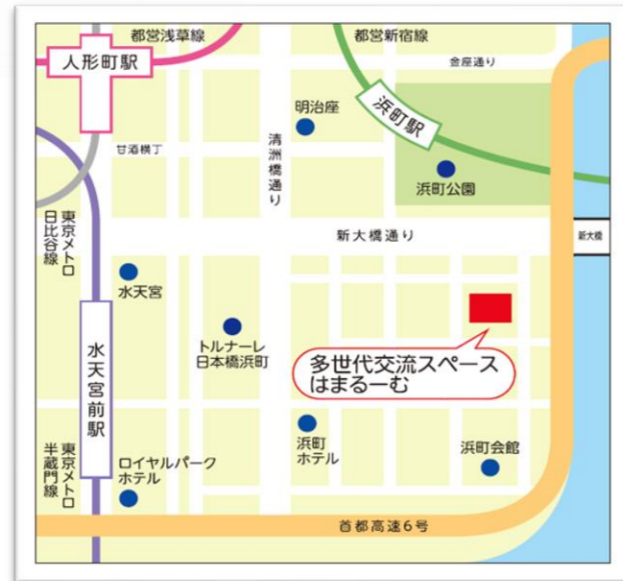 都営浅草線
都営新宿線
人形町駅
金座通り
明治座
浜町駅
清洲橋通り
甘酒横丁
浜町公園
東京メトロ
日比谷線
新大橋通り
新大橋
水天宮
トルナーレ
日本橋浜町
水天宮前駅
多世代交流スペース
はまるーむ
浜町
ホテル
浜町会館
東京メトロ
半蔵門線
ロイヤルパーク
ホテル
首都高速6号